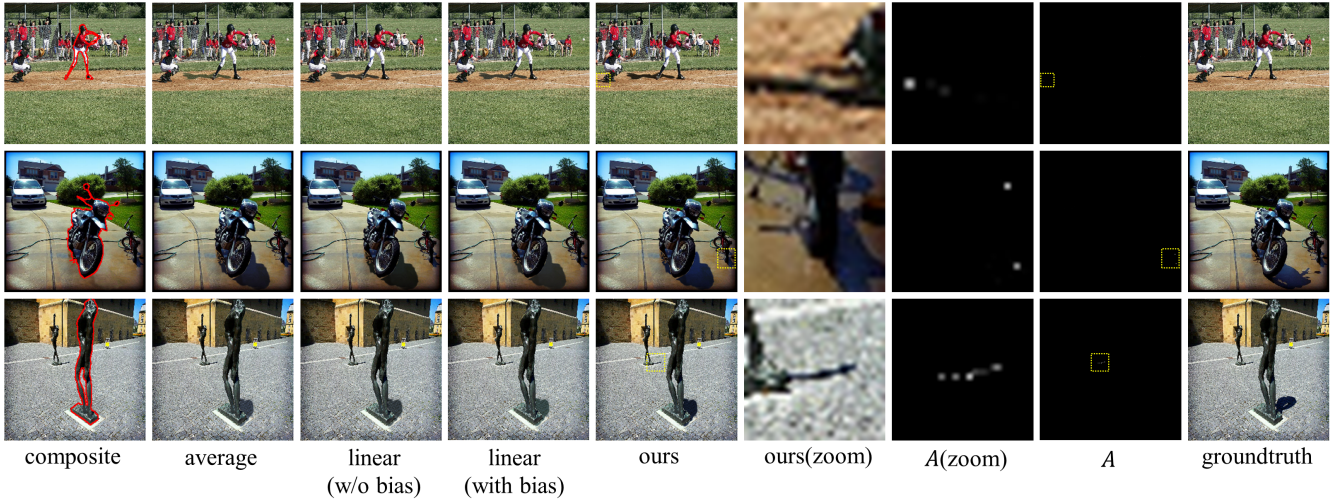 composite average linear linear ours ours(zoom) A(zoom) A groundtruth
(w/o bias) (with bias)